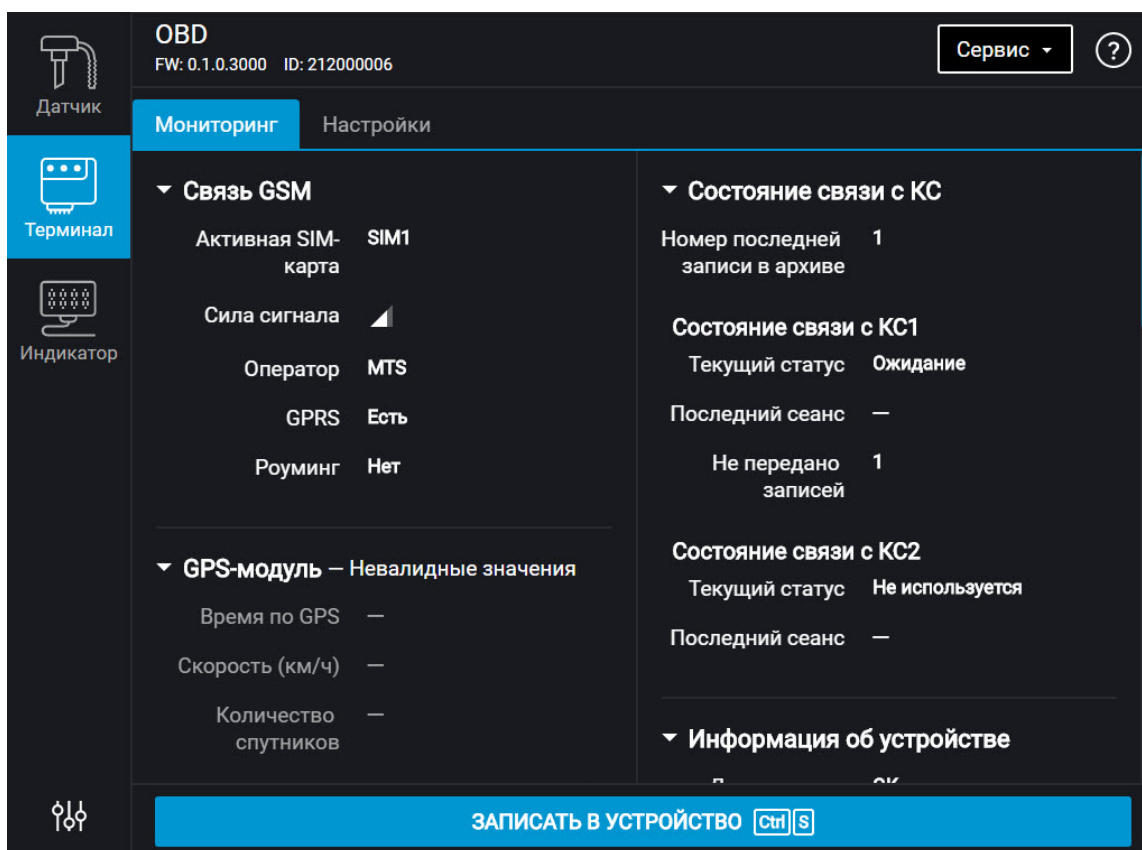 OBD
FW: 0.1.0.3000 ID: 212000006
Сервис
?
Датчик
Терминал
Индикатор
Мониторинг Настройки
Связь GSM
Активная SIM-
карта
SIM1
Сила сигнала
Оператор MTS
GPRS Есть
Роуминг Нет
GPS-модуль — Невалидные значения
Время по GPS —
Скорость (км/ч) —
Количество
спутников
—
Состояние связи с КС
Номер последней
записи в архиве
1
Состояние связи с КС1
Текущий статус Ожидание
Последний сеанс —
Не передано
записей
1
Состояние связи с КС2
Текущий статус Не используется
Последний сеанс —
Информация об устройстве
ЗАПИСАТЬ В УСТРОЙСТВО Ctrl S